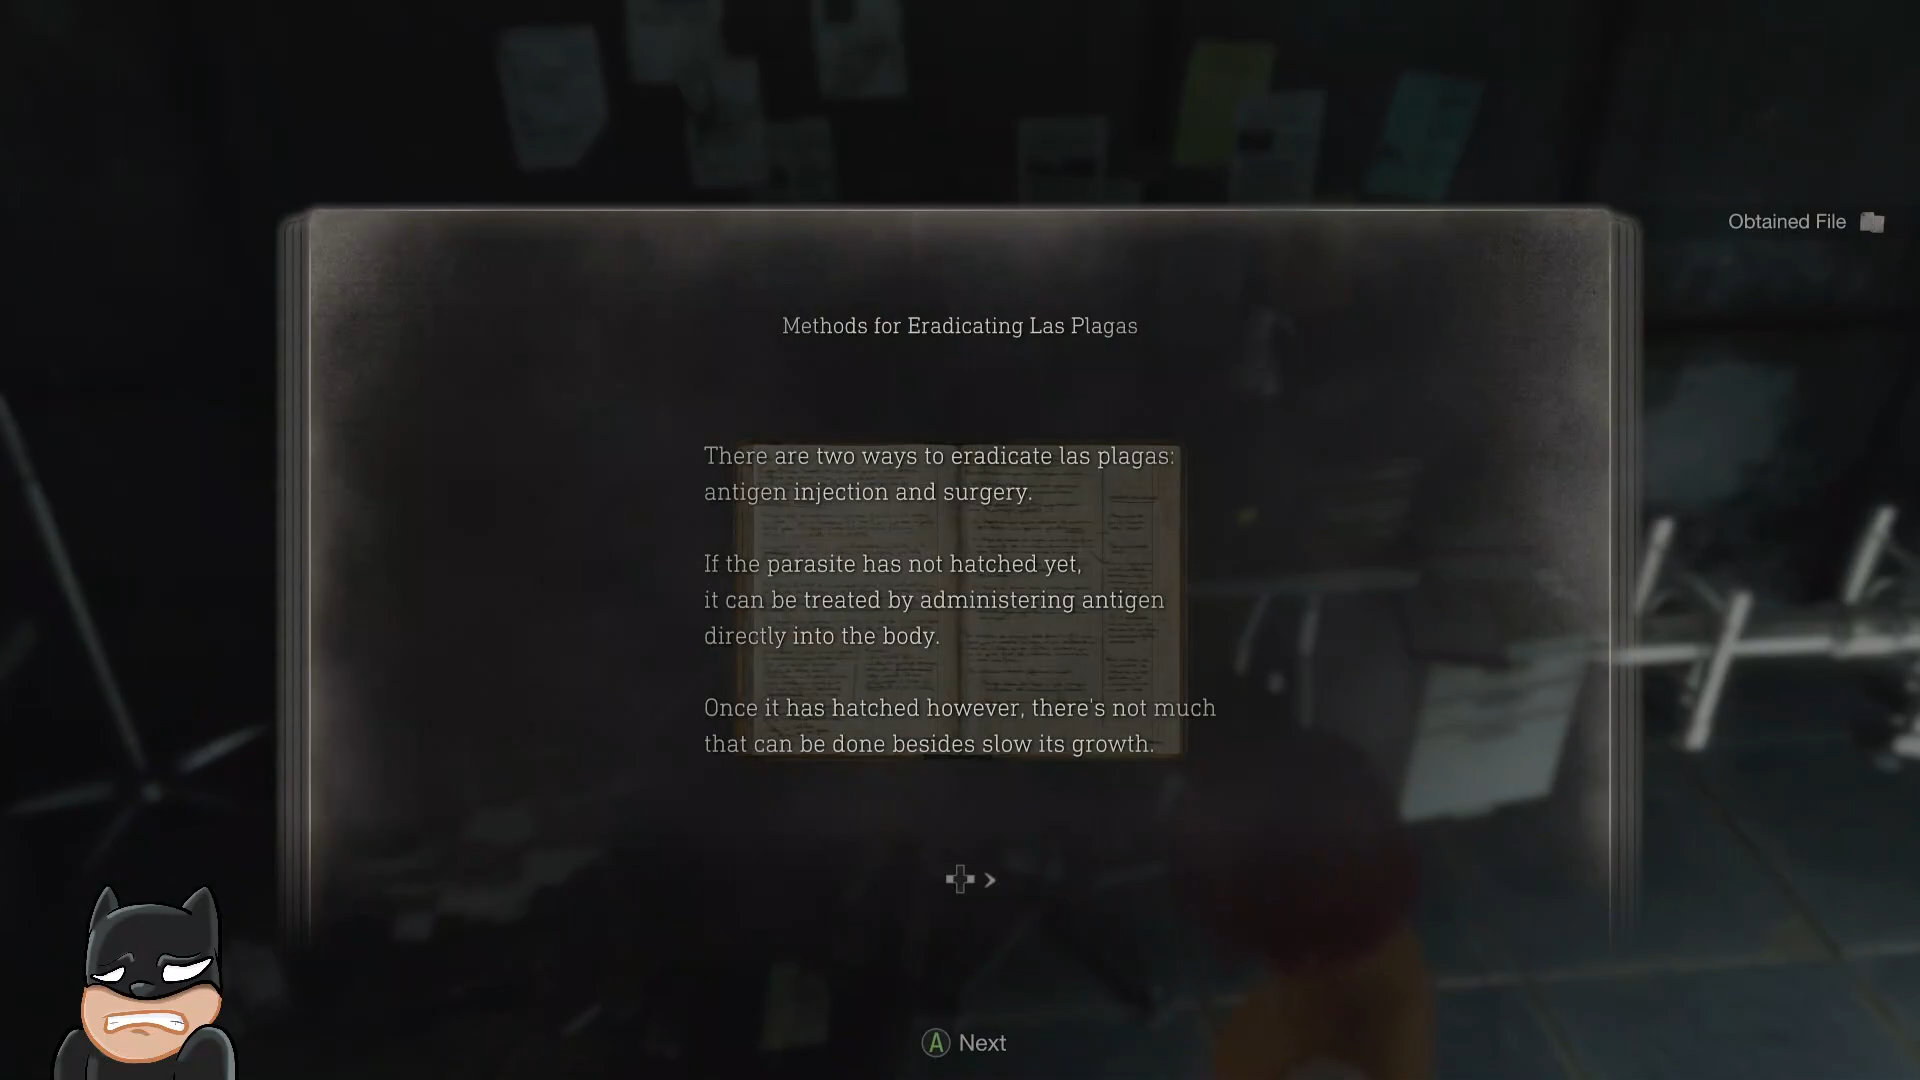 Obtained File
Methods for Eradicating Las Plagas
There are two ways to eradicate las plagas:
antigen injection and surgery.
If the parasite has not hatched yet,
it can be treated by administering antigen
directly into the body.
Once it has hatched however, there's not much
that can be done besides slow its growth.
A Next